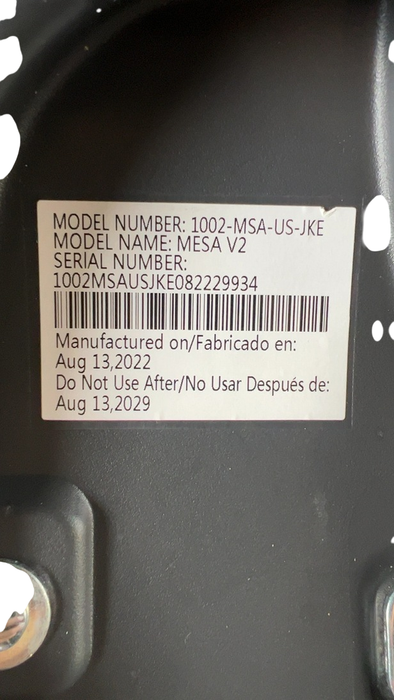 MODEL NUMBER: 1002-MSA-US-JKE
MODEL NAME: MESA V2
SERIAL NUMBER:
1002MSAUSJKE082229934
Manufactured on/Fabricado en:
Aug 13,2022
Do Not Use After/No Usar Después de:
Aug 13,2029